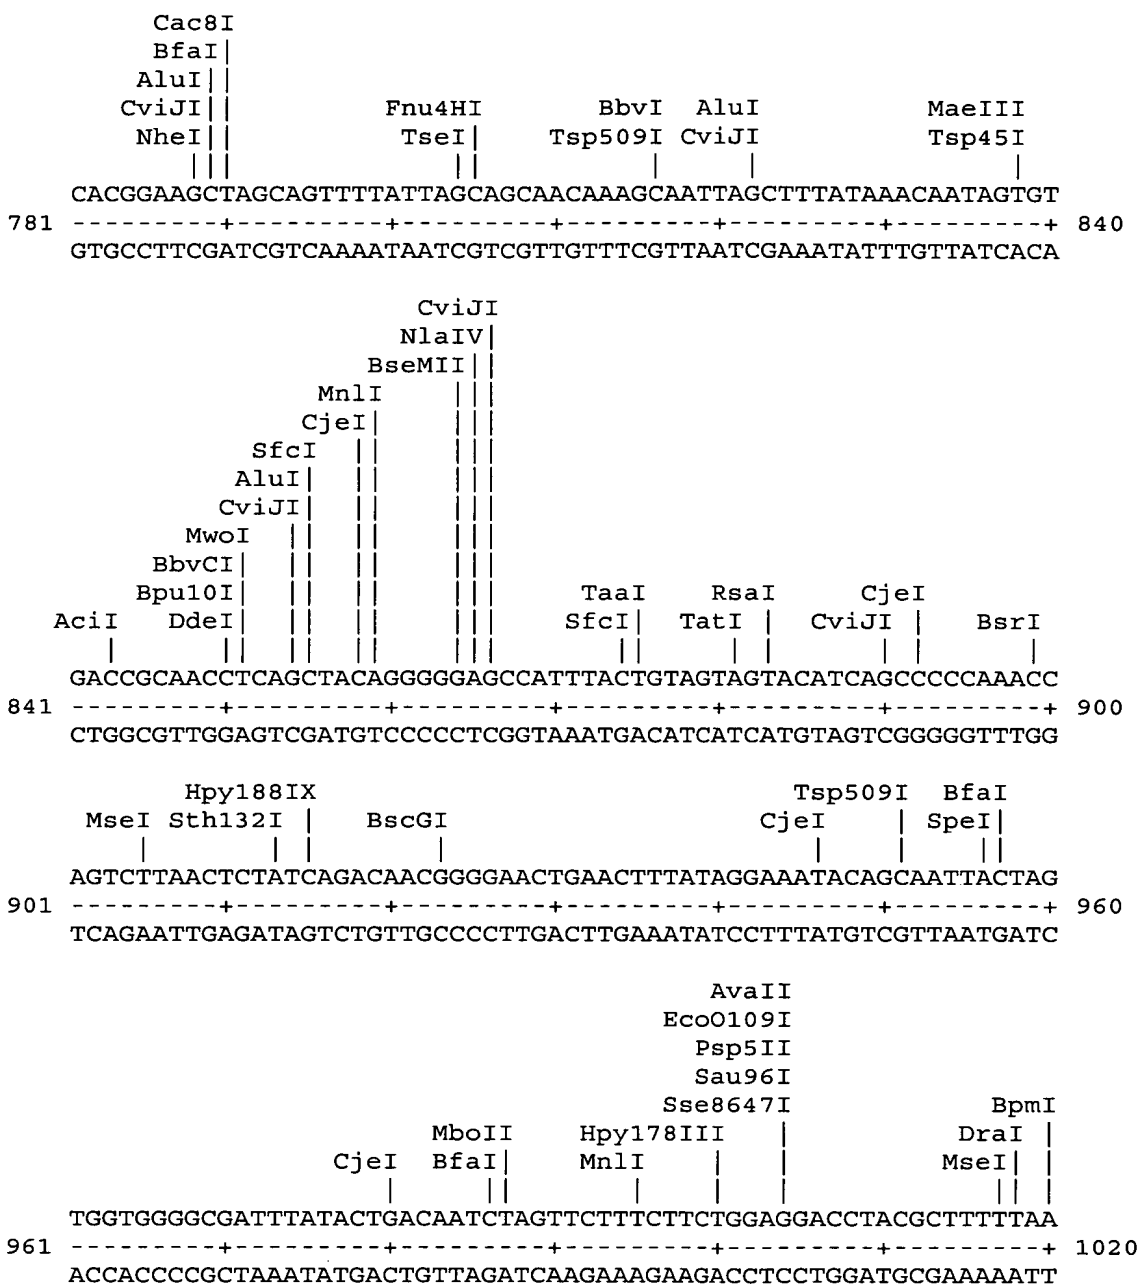 Cac8I
BfaI|
AluI||
CviJI|| Fnu4HI BbvI AluI MaeIII
NheI|| TseI| Tsp509I CviJI Tsp45I
CACGGAAGCTAGCAGTTTTATTAGCAGCAACAAAGCAATTAGCTTTATAAACAATAGTGT
781 ---------+---------+---------+---------+---------+---------+ 840
GTGCCTTCGATCGTCAAAATAATCGTCGTTGTTTCGTTAATCGAAATATTTGTTATCACA
CviJI
NlaIV|
BseMII||
MnlI
CjeI|
SfcI
AluI|
CviJI
MwoI
BbvCI|
Bpu10I| TaaI RsaI CjeI
AciI DdeI| SfcI| TatI | CviJI | BsrI
GACCGCAACCTCAGCTACAGGGGGAGCCATTTACTGTAGTAGTACATCAGCCCCCAAACC
841 ---------+---------+---------+---------+---------+---------+ 900
CTGGCGTTGGAGTCGATGTCCCCCTCGGTAAATGACATCATCATGTAGTCGGGGGTTTGG
Hpy188IX Tsp509I BfaI
MseI Sth132I | BscGI CjeI | SpeI|
AGTCTTAACTCTATCAGACAACGGGGAACTGAACTTTATAGGAAATACAGCAATTACTAG
901 ---------+---------+---------+---------+---------+---------+ 960
TCAGAATTGAGATAGTCTGTTGCCCCTTGACTTGAAATATCCTTTATGTCGTTAATGATC
AvaII
EcoO109I
Psp5II
Sau96I
Sse8647I BpmI
MboII Hpy178III | DraI |
CjeI BfaI| MnlI | | MseI| |
TGGTGGGGCGATTTATACTGACAATCTAGTTCTTTCTTCTGGAGGACCTACGCTTTTTAA
961 ---------+---------+---------+---------+---------+---------+ 1020
ACCACCCCGCTAAATATGACTGTTAGATCAAGAAAGAAGACCTCCTGGATGCGAAAAATT